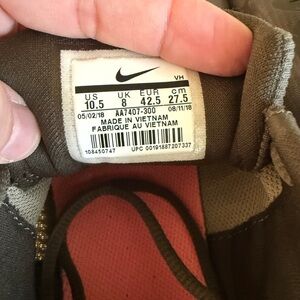 VH
US UK EUR cm
10.5 8 42.5 27.5
05/02/18 AA7407-300 08/11/18
MADE IN VIETNAM
FABRIQUE AU VIETNAM
108450747 UPC 00191887207337